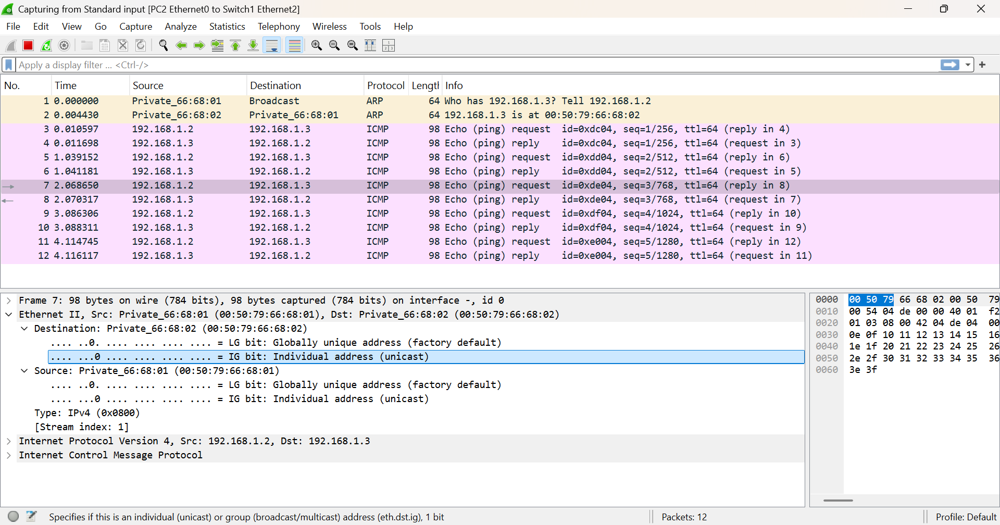 Capturing from Standard input [PC2 Ethernet0 to Switch1 Ethernet2]
File Edit View Go Capture Analyze Statistics Telephony Wireless Tools Help
Apply a display filter ... <Ctrl-/>
No. Time Source Destination Protocol Length Info
1 0.000000 Private_66:68:01 Broadcast ARP 64 Who has 192.168.1.3? Tell 192.168.1.2
2 0.004430 Private_66:68:02 Private_66:68:01 ARP 64 192.168.1.3 is at 00:50:79:66:68:02
3 0.010597 192.168.1.2 192.168.1.3 ICMP 98 Echo (ping) request id=0xdc04, seq=1/256, ttl=64 (reply in 4)
4 0.011698 192.168.1.3 192.168.1.2 ICMP 98 Echo (ping) reply id=0xdc04, seq=1/256, ttl=64 (request in 3)
5 1.039152 192.168.1.2 192.168.1.3 ICMP 98 Echo (ping) request id=0xdd04, seq=2/512, ttl=64 (reply in 6)
6 1.041181 192.168.1.3 192.168.1.2 ICMP 98 Echo (ping) reply id=0xdd04, seq=2/512, ttl=64 (request in 5)
7 2.068650 192.168.1.2 192.168.1.3 ICMP 98 Echo (ping) request id=0xde04, seq=3/768, ttl=64 (reply in 8)
8 2.070317 192.168.1.3 192.168.1.2 ICMP 98 Echo (ping) reply id=0xde04, seq=3/768, ttl=64 (request in 7)
9 3.086306 192.168.1.2 192.168.1.3 ICMP 98 Echo (ping) request id=0xdf04, seq=4/1024, ttl=64 (reply in 10)
10 3.088311 192.168.1.3 192.168.1.2 ICMP 98 Echo (ping) reply id=0xdf04, seq=4/1024, ttl=64 (request in 9)
11 4.114745 192.168.1.2 192.168.1.3 ICMP 98 Echo (ping) request id=0xe004, seq=5/1280, ttl=64 (reply in 12)
12 4.116117 192.168.1.3 192.168.1.2 ICMP 98 Echo (ping) reply id=0xe004, seq=5/1280, ttl=64 (request in 11)
Frame 7: 98 bytes on wire (784 bits), 98 bytes captured (784 bits) on interface -, id 0
Ethernet II, Src: Private_66:68:01 (00:50:79:66:68:01), Dst: Private_66:68:02 (00:50:79:66:68:02)
Destination: Private_66:68:02 (00:50:79:66:68:02)
.... ..0. .... .... .... .... = LG bit: Globally unique address (factory default)
.... ...0 .... .... .... .... = IG bit: Individual address (unicast)
Source: Private_66:68:01 (00:50:79:66:68:01)
.... ..0. .... .... .... .... = LG bit: Globally unique address (factory default)
.... ...0 .... .... .... .... = IG bit: Individual address (unicast)
Type: IPv4 (0x0800)
[Stream index: 1]
Internet Protocol Version 4, Src: 192.168.1.2, Dst: 192.168.1.3
Internet Control Message Protocol
0000 00 50 79 66 68 02 00 50 79
0010 00 54 04 de 00 00 40 01 f2
0020 01 03 08 00 42 04 de 04 00
0030 0e 0f 10 11 12 13 14 15 16
0040 1e 1f 20 21 22 23 24 25 26
0050 2e 2f 30 31 32 33 34 35 36
0060 3e 3f
Specifies if this is an individual (unicast) or group (broadcast/multicast) address (eth.dst.ig), 1 bit
Packets: 12
Profile: Default